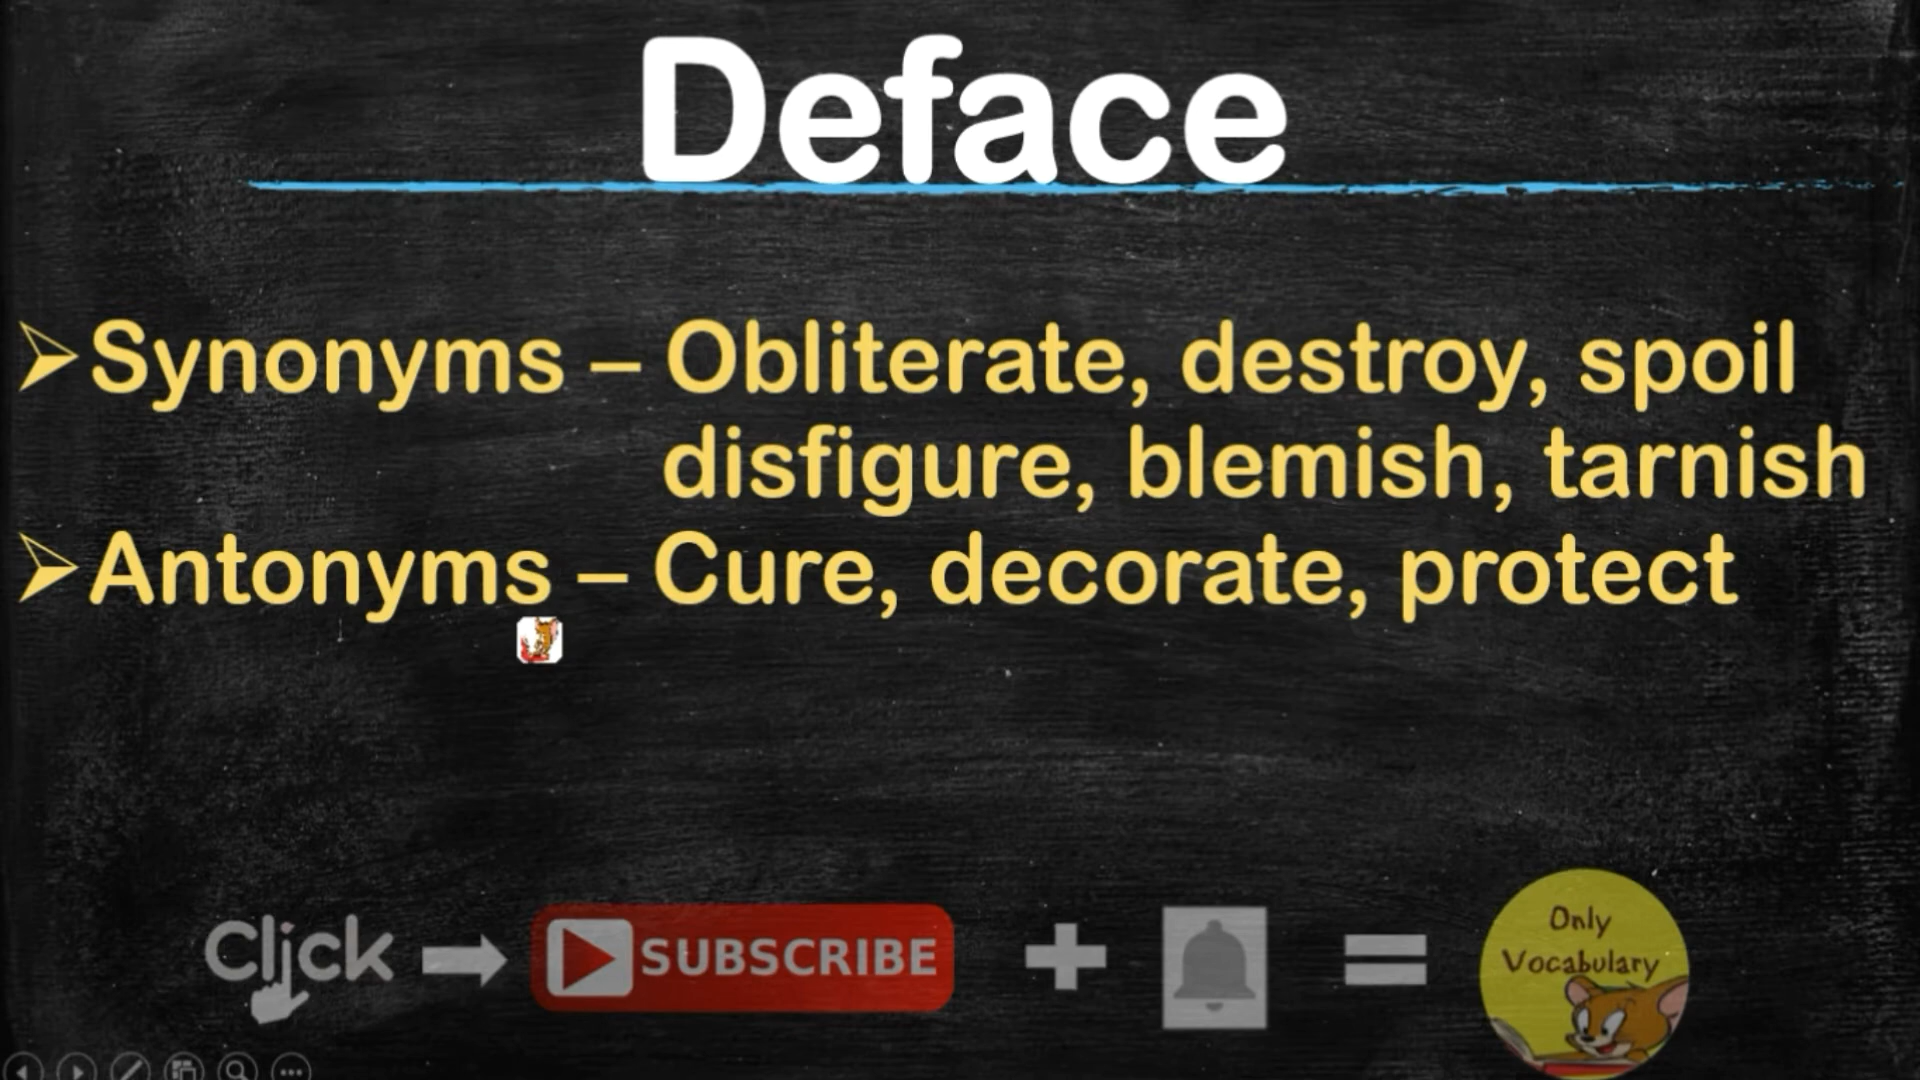 Deface
Synonyms – Obliterate, destroy, spoil
disfigure, blemish, tarnish
Antonyms – Cure, decorate, protect
Click SUBSCRIBE
Only
Vocabulary